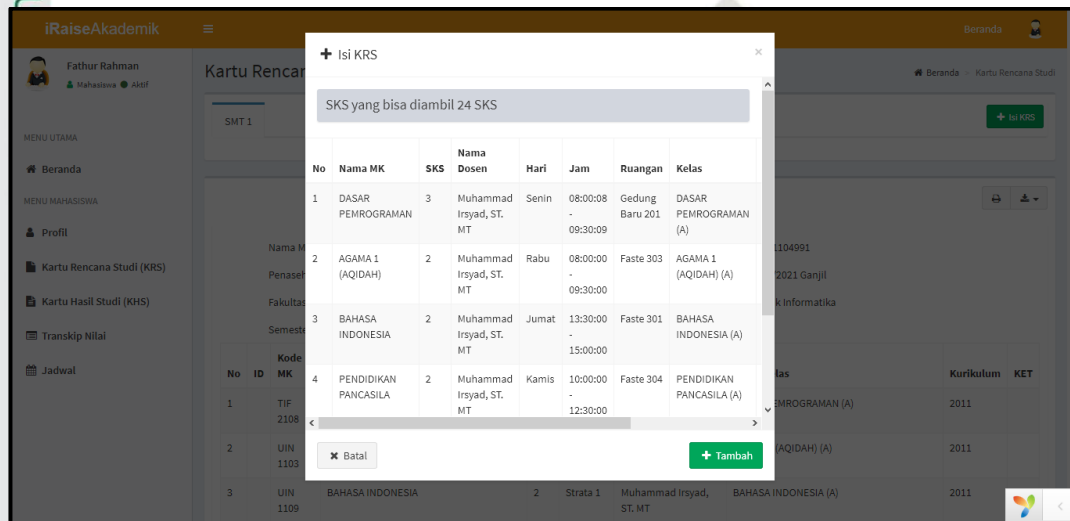 iRaiseAkademik
Beranda
Fathur Rahman
Mahasiswa Aktif
MENU UTAMA
Beranda
MENU MAHASISWA
Profil
Kartu Rencana Studi (KRS)
Kartu Hasil Studi (KHS)
Transkip Nilai
Jadwal
Kartu
Beranda > Kartu Rencana Studi
SMT 1
+ Isi KRS
+ Isi KRS
×
SKS yang bisa diambil 24 SKS
No Nama MK SKS Nama Dosen Hari Jam Ruangan Kelas
1 DASAR PEMROGRAMAN 3 Muhammad Irsyad, ST. MT Senin 08:00:08 - 09:30:09 Gedung Baru 201 DASAR PEMROGRAMAN (A)
2 AGAMA 1 (AQIDAH) 2 Muhammad Irsyad, ST. MT Rabu 08:00:00 - 09:30:00 Faste 303 AGAMA 1 (AQIDAH) (A)
3 BAHASA INDONESIA 2 Muhammad Irsyad, ST. MT Jumat 13:30:00 - 15:00:00 Faste 301 BAHASA INDONESIA (A)
4 PENDIDIKAN PANCASILA 2 Muhammad Irsyad, ST. MT Kamis 10:00:00 - 12:30:00 Faste 304 PENDIDIKAN PANCASILA (A)
Batal
+ Tambah
Nama
1104991
2021 Ganjil
Fakultas
Informatika
No ID Kode MK Kurikulum KET
1 TIF 2108 (A) 2011
2 UIN 1103 (AQIDAH) (A) 2011
3 UIN 1109 BAHASA INDONESIA 2 Strata 1 Muhammad Irsyad, ST. MT BAHASA INDONESIA (A) 2011